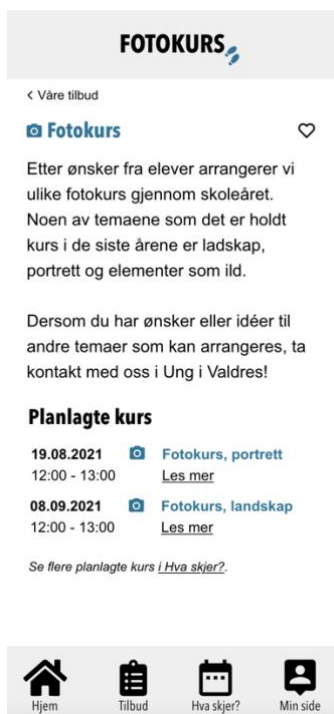 FOTOKURS
< Våre tilbud
Fotokurs
Etter ønsker fra elever arrangerer vi
ulike fotokurs gjennom skoleåret.
Noen av temaene som det er holdt
kurs i de siste årene er ladskap,
portrett og elementer som ild.
Dersom du har ønsker eller idéer til
andre temaer som kan arrangeres, ta
kontakt med oss i Ung i Valdres!
Planlagte kurs
19.08.2021 Fotokurs, portrett
12:00 - 13:00 Les mer
08.09.2021 Fotokurs, landskap
12:00 - 13:00 Les mer
Se flere planlagte kurs i Hva skjer?.
Hjem Tilbud Hva skjer? Min side